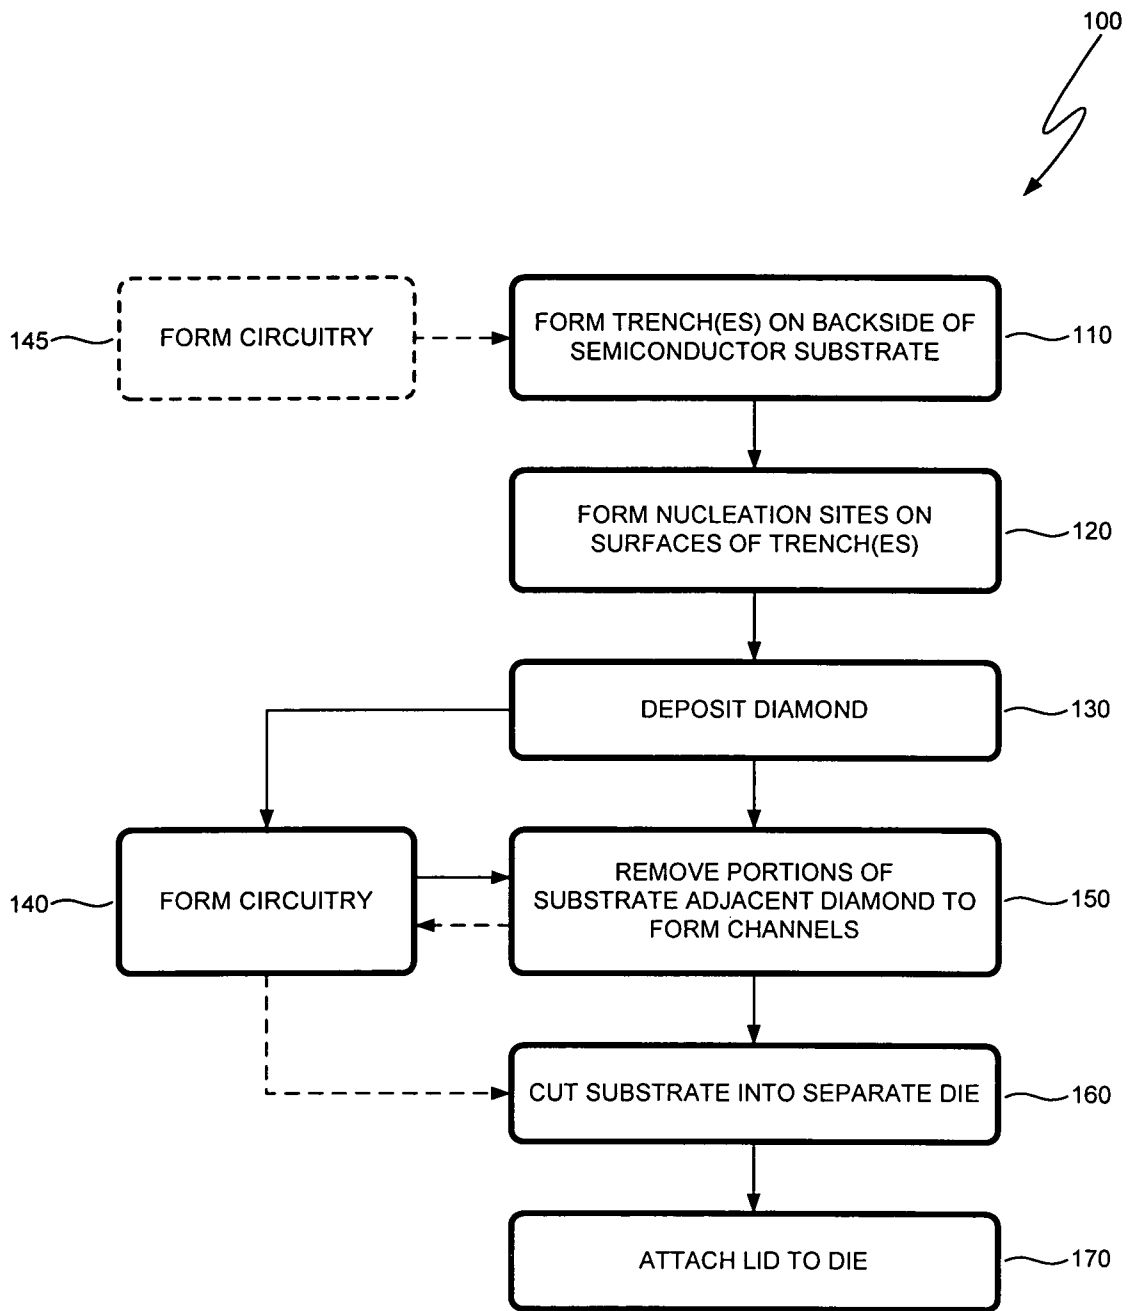 100
FORM CIRCUITRY
145
FORM TRENCH(ES) ON BACKSIDE OF
SEMICONDUCTOR SUBSTRATE
110
FORM NUCLEATION SITES ON
SURFACES OF TRENCH(ES)
120
DEPOSIT DIAMOND
130
FORM CIRCUITRY
140
REMOVE PORTIONS OF
SUBSTRATE ADJACENT DIAMOND TO
FORM CHANNELS
150
CUT SUBSTRATE INTO SEPARATE DIE
160
ATTACH LID TO DIE
170